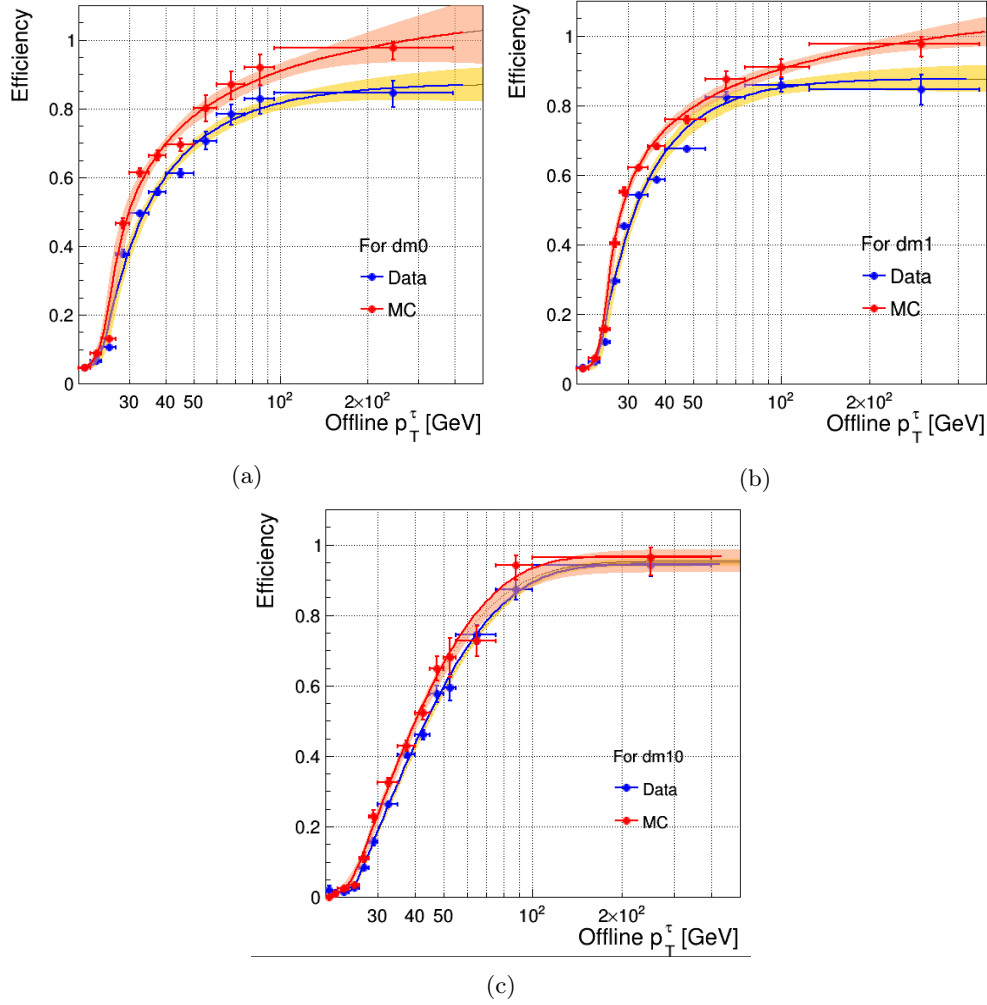 Efficiency
1
0.8
0.6
0.4
0.2
0
For dm0
Data
MC
30 40 50 10² 2×10²
Offline p_T^τ [GeV]
(a)
Efficiency
1
0.8
0.6
0.4
0.2
0
For dm1
Data
MC
30 40 50 10² 2×10²
Offline p_T^τ [GeV]
(b)
Efficiency
1
0.8
0.6
0.4
0.2
0
For dm10
Data
MC
30 40 50 10² 2×10²
Offline p_T^τ [GeV]
(c)